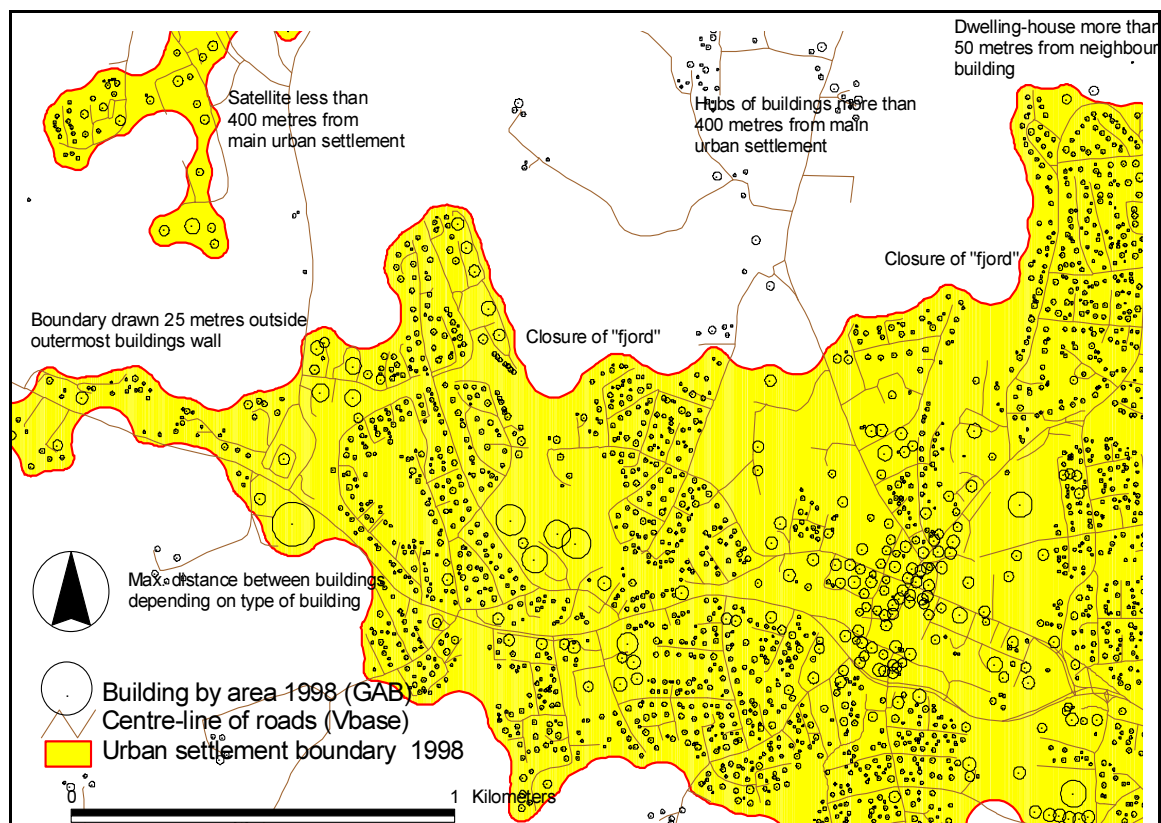 Dwelling-house more than
50 metres from neighbour
building
Satellite less than
400 metres from
main urban settlement
Hubs of buildings more than
400 metres from main
urban settlement
Closure of "fjord"
Boundary drawn 25 metres outside
outermost buildings wall
Closure of "fjord"
Max. distance between buildings
depending on type of building
Building by area 1998 (GAB)
Centre-line of roads (Vbase)
Urban settlement boundary 1998
0 1 Kilometers